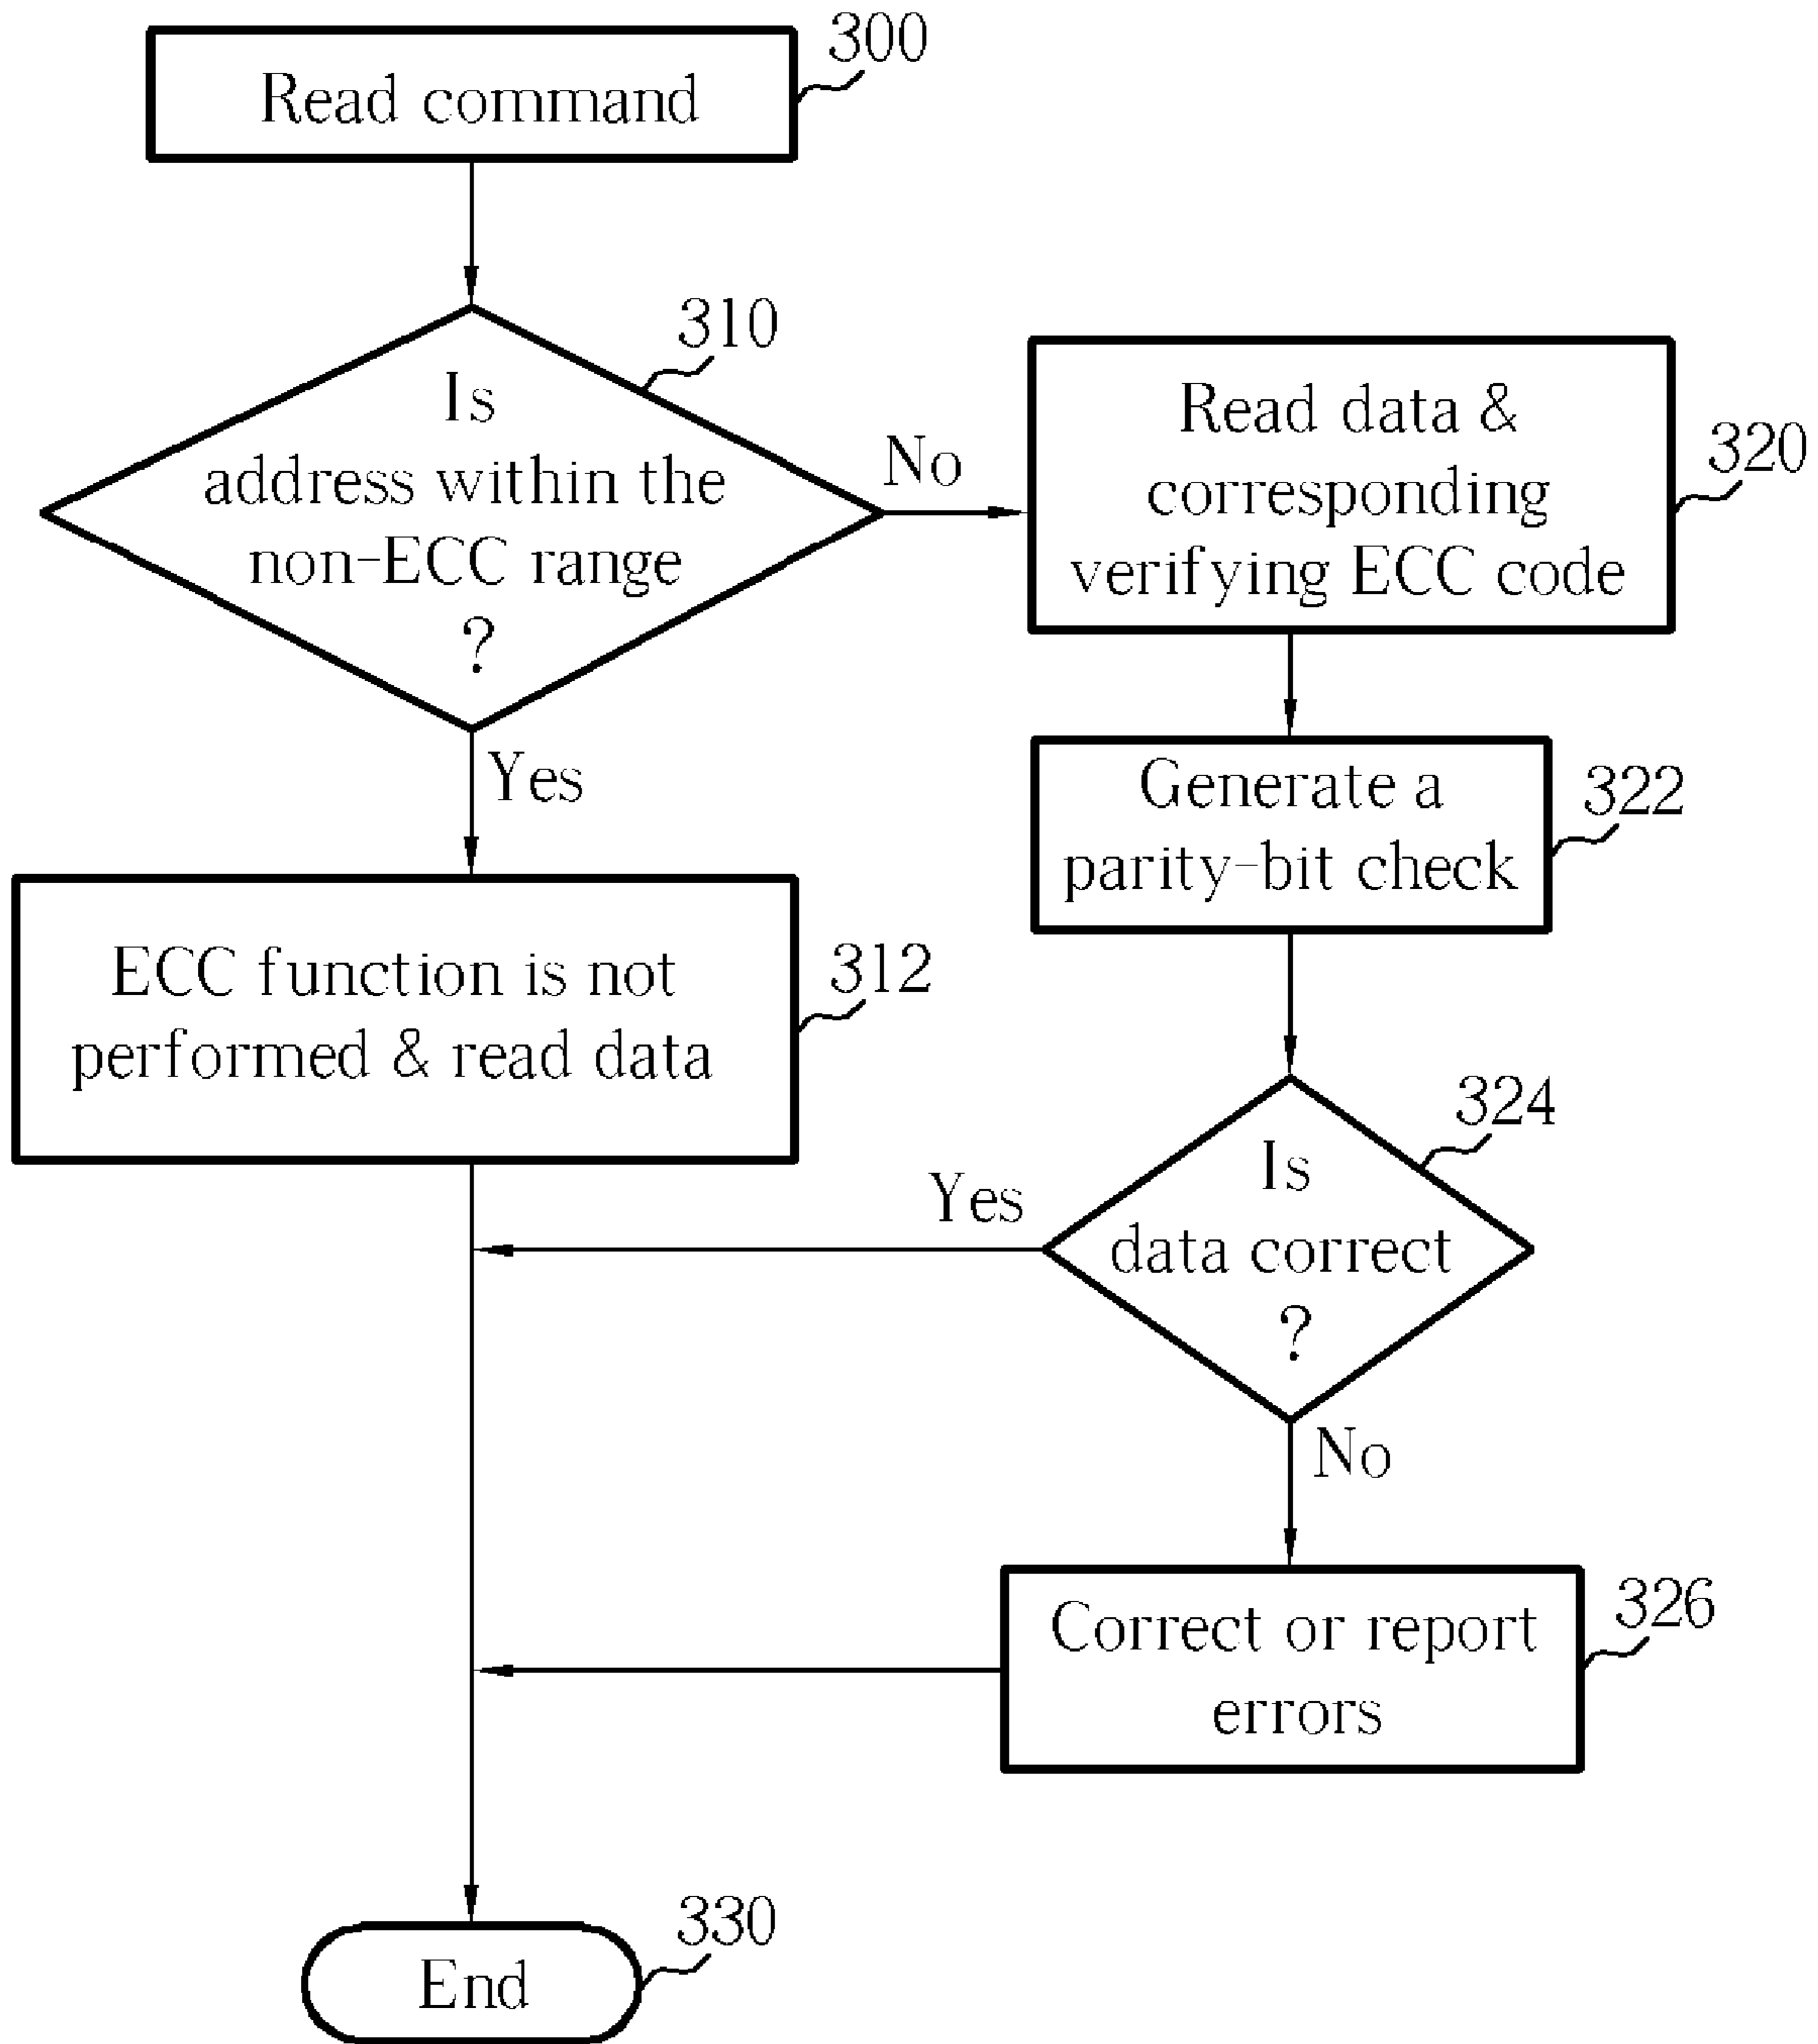 Read command
300
Is
address within the
non-ECC range
?
310
No
Yes
Read data &
corresponding
verifying ECC code
320
Generate a
parity-bit check
322
ECC function is not
performed & read data
312
Is
data correct
?
324
Yes
No
Correct or report
errors
326
End
330